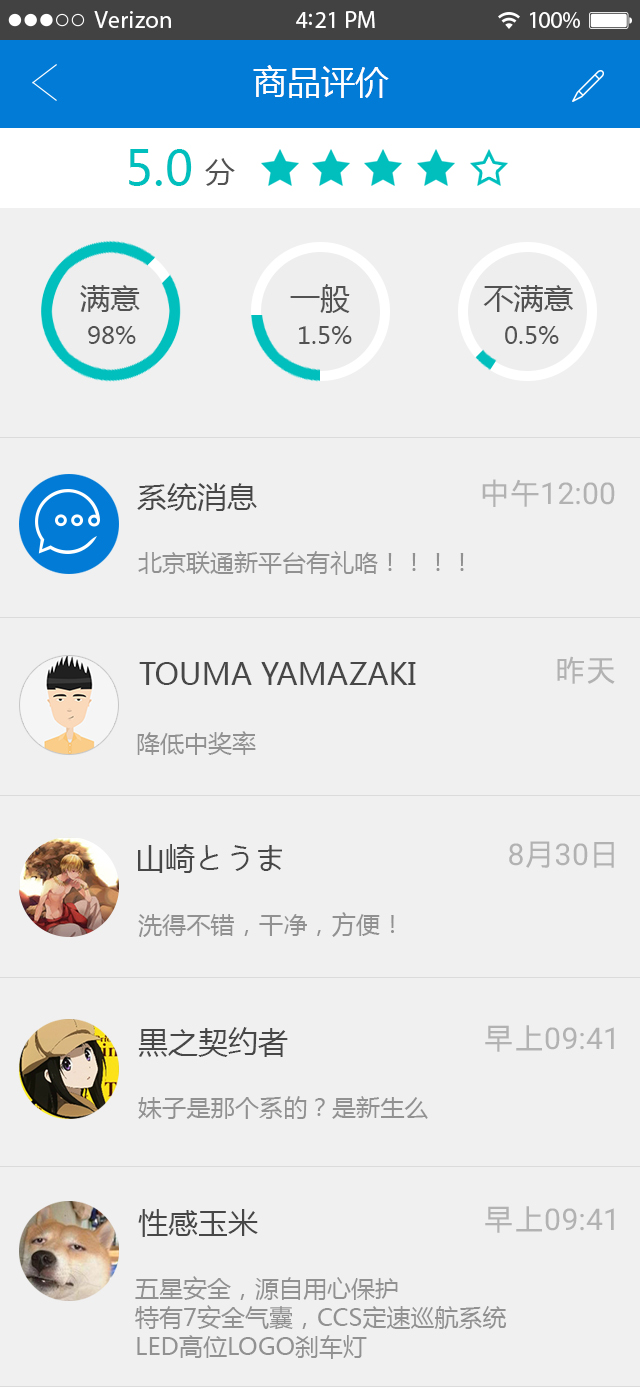 Verizon 4:21 PM 100%
商品评价
5.0 分
满意 一般 不满意
98% 1.5% 0.5%
系统消息 中午12:00
北京联通新平台有礼咯！！！！
TOUMA YAMAZAKI 昨天
降低中奖率
山崎とうま 8月30日
洗得不错，干净，方便！
黒之契约者 早上09:41
妹子是那个系的？是新生么
性感玉米 早上09:41
五星安全，源自用心保护
特有7安全气囊，CCS定速巡航系统
LED高位LOGO刹车灯